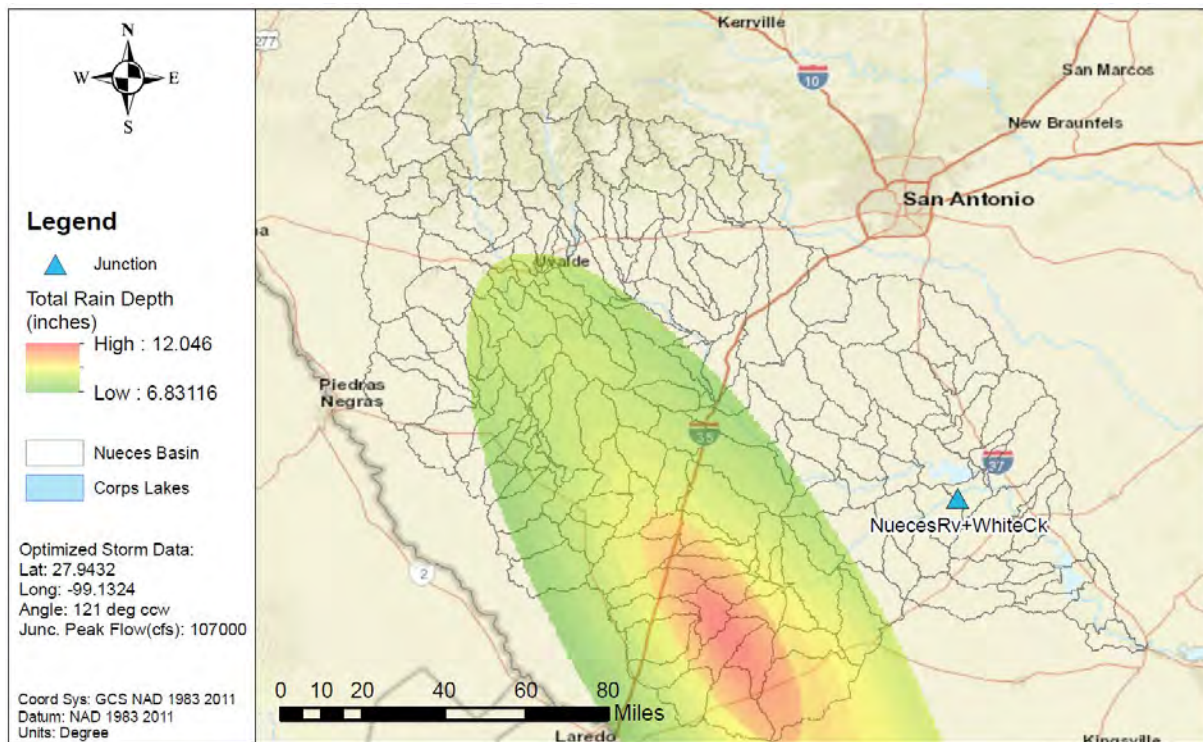 N
W E
S
Legend
Junction
Total Rain Depth
(inches)
High : 12.046
Low : 6.83116
Nueces Basin
Corps Lakes
Optimized Storm Data:
Lat: 27.9432
Long: -99.1324
Angle: 121 deg ccw
Junc. Peak Flow(cfs): 107000
Coord Sys: GCS NAD 1983 2011
Datum: NAD 1983 2011
Units: Degree
277
na
Kerrville
10
San Marcos
New Braunfels
San Antonio
Uvalde
Piedras
Negras
35
37
NuecesRv+WhiteCk
2
0 10 20 40 60 80
Miles
Laredo
Kingsville